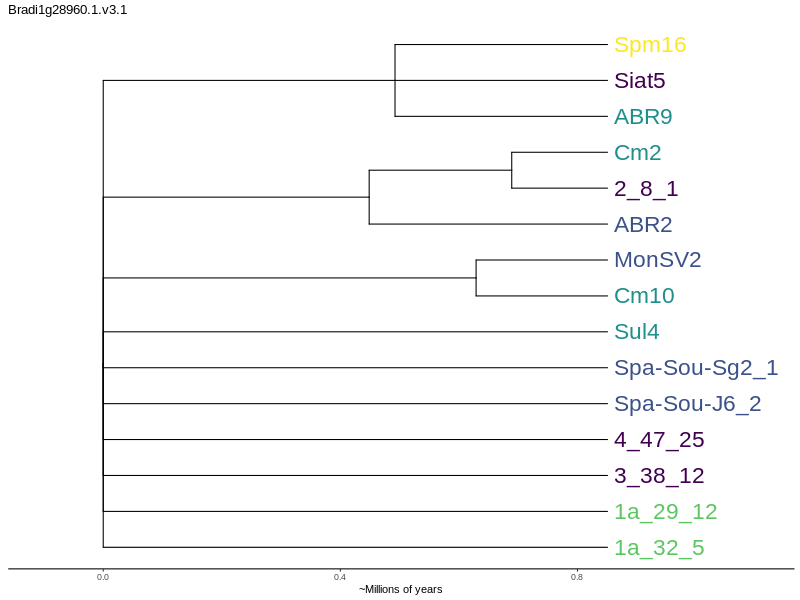 Bradi1g28960.1.v3.1
Spm16
Siat5
ABR9
Cm2
2_8_1
ABR2
MonSV2
Cm10
Sul4
Spa-Sou-Sg2_1
Spa-Sou-J6_2
4_47_25
3_38_12
1a_29_12
1a_32_5
0.0 0.4 0.8
~Millions of years